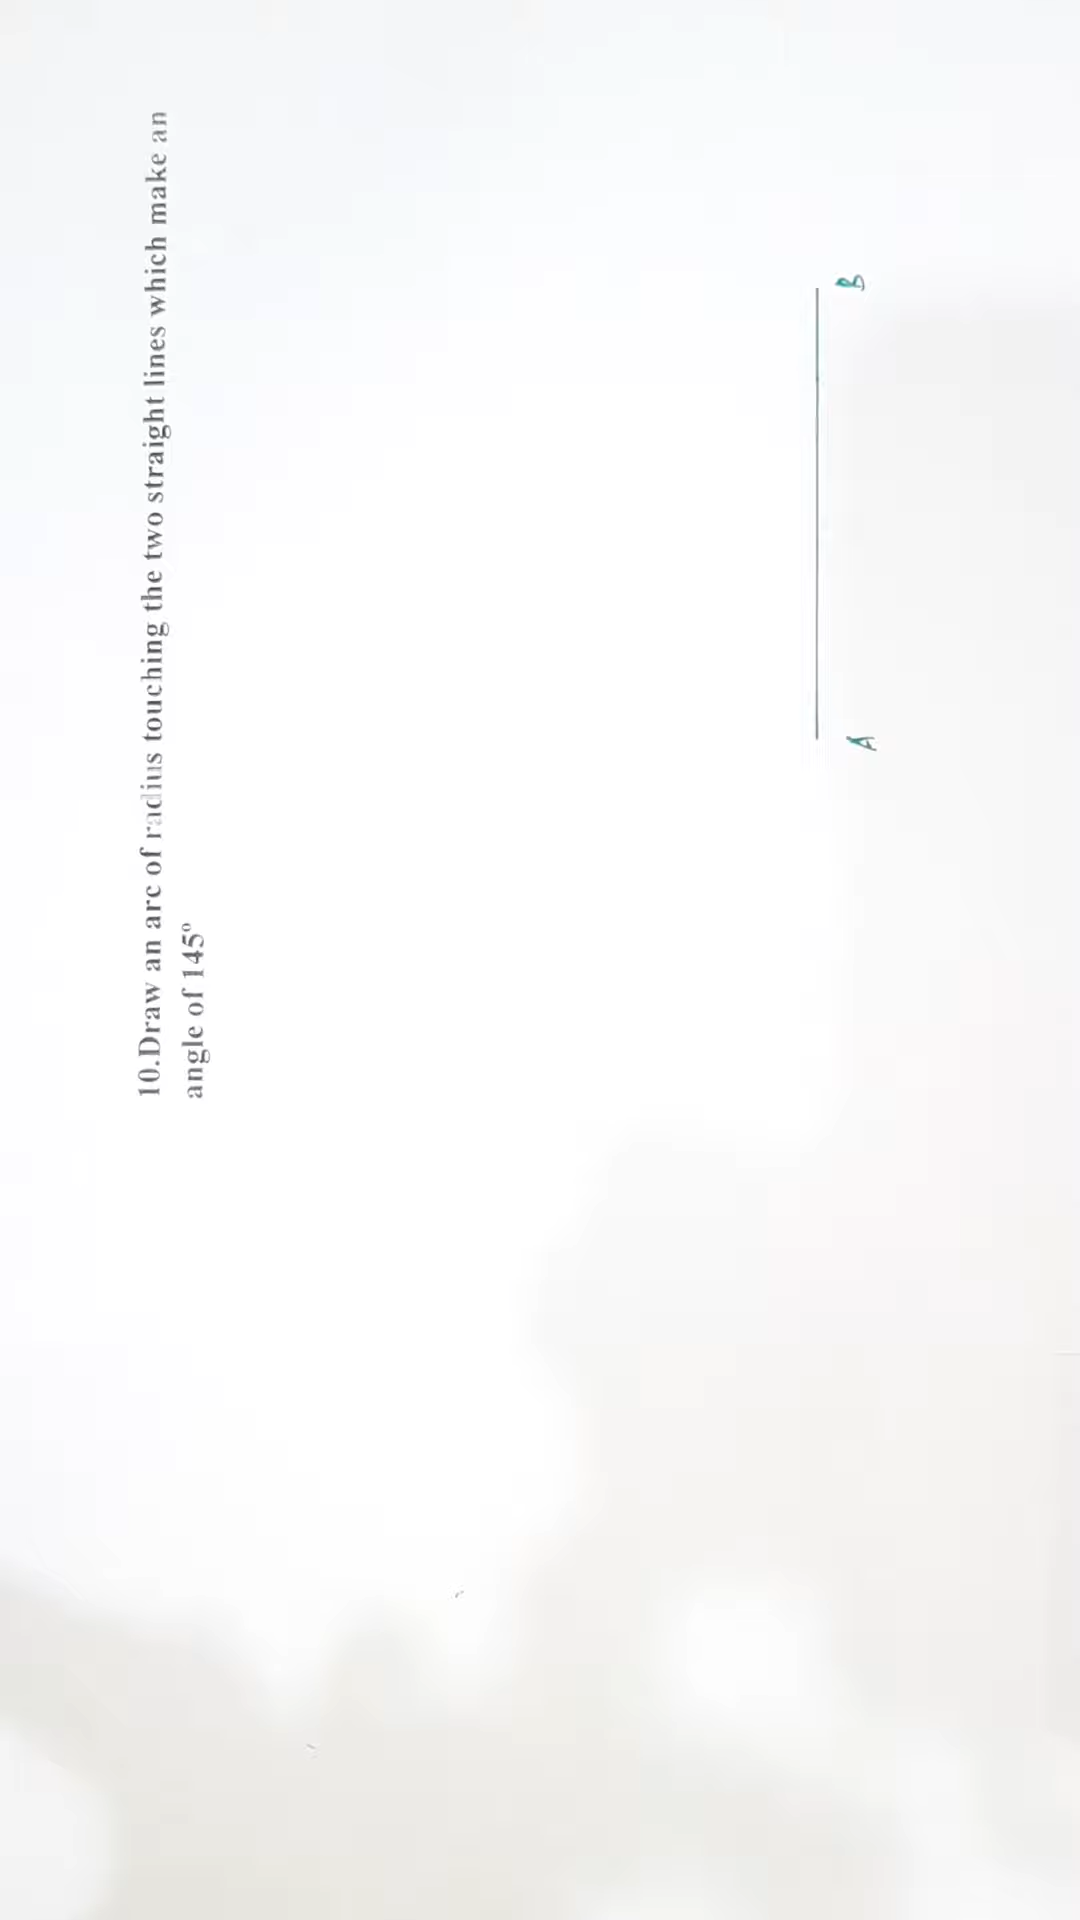 10.Draw an arc of radius touching the two straight lines which make an
angle of 145°
A
B